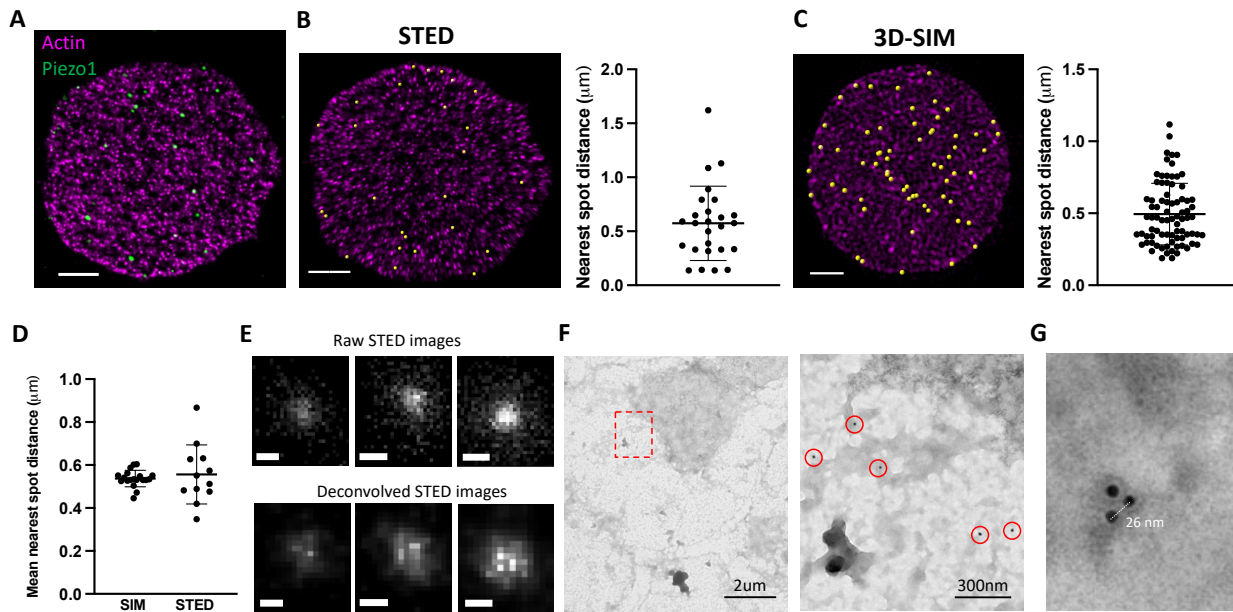 A
Actin
Piezo1
B
STED
Nearest spot distance (μm)
2.0
1.5
1.0
0.5
0.0
C
3D-SIM
Nearest spot distance (μm)
1.5
1.0
0.5
0.0
D
Mean nearest spot distance (μm)
1.0
0.8
0.6
0.4
0.2
0.0
SIM STED
E
Raw STED images
Deconvolved STED images
F
2um
300nm
G
26 nm